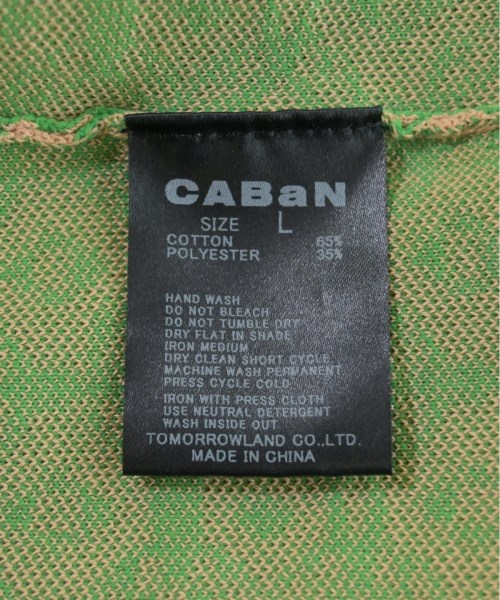 CABaN
SIZE L
COTTON 65%
POLYESTER 35%
HAND WASH
DO NOT BLEACH
DO NOT TUMBLE DRY
DRY FLAT IN SHADE
IRON MEDIUM
DRY CLEAN SHORT CYCLE
MACHINE WASH PERMANENT
PRESS CYCLE COLD
IRON WITH PRESS CLOTH
USE NEUTRAL DETERGENT
WASH INSIDE OUT
TOMORROWLAND CO.,LTD.
MADE IN CHINA